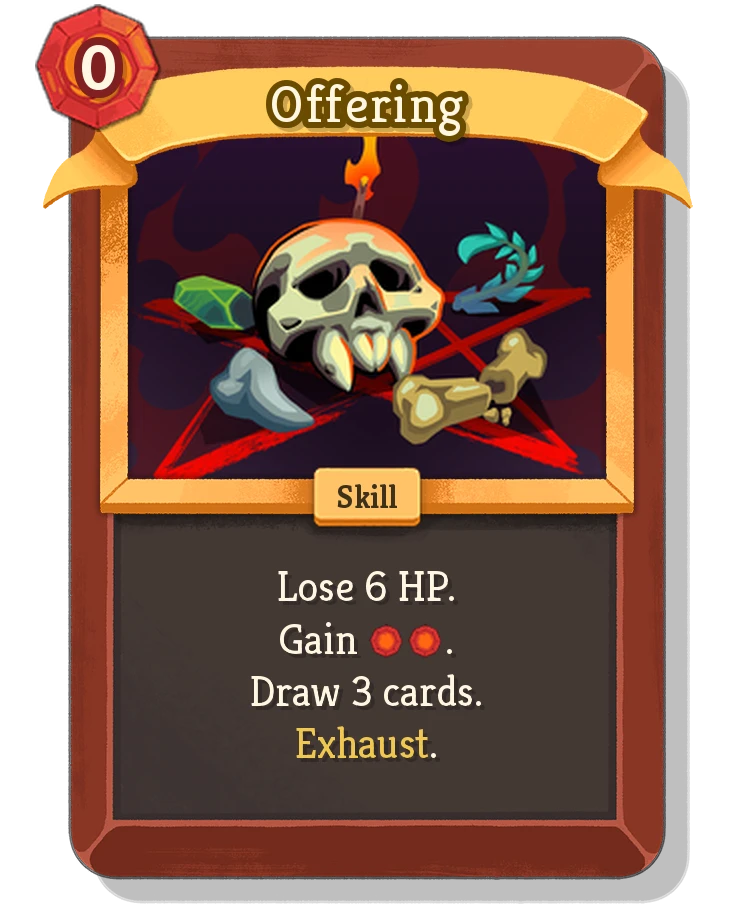 0
Offering
Skill
Lose 6 HP.
Gain .
Draw 3 cards.
Exhaust.